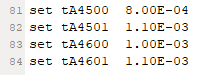 81 set tA4500 8.00E-04
82 set tA4501 1.10E-03
83 set tA4600 1.00E-03
84 set tA4601 1.10E-03